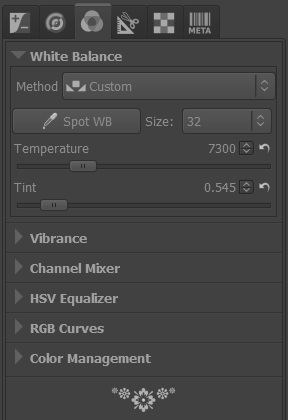 META
White Balance
Method Custom
Spot WB Size: 32
Temperature 7300
Tint 0.545
Vibrance
Channel Mixer
HSV Equalizer
RGB Curves
Color Management